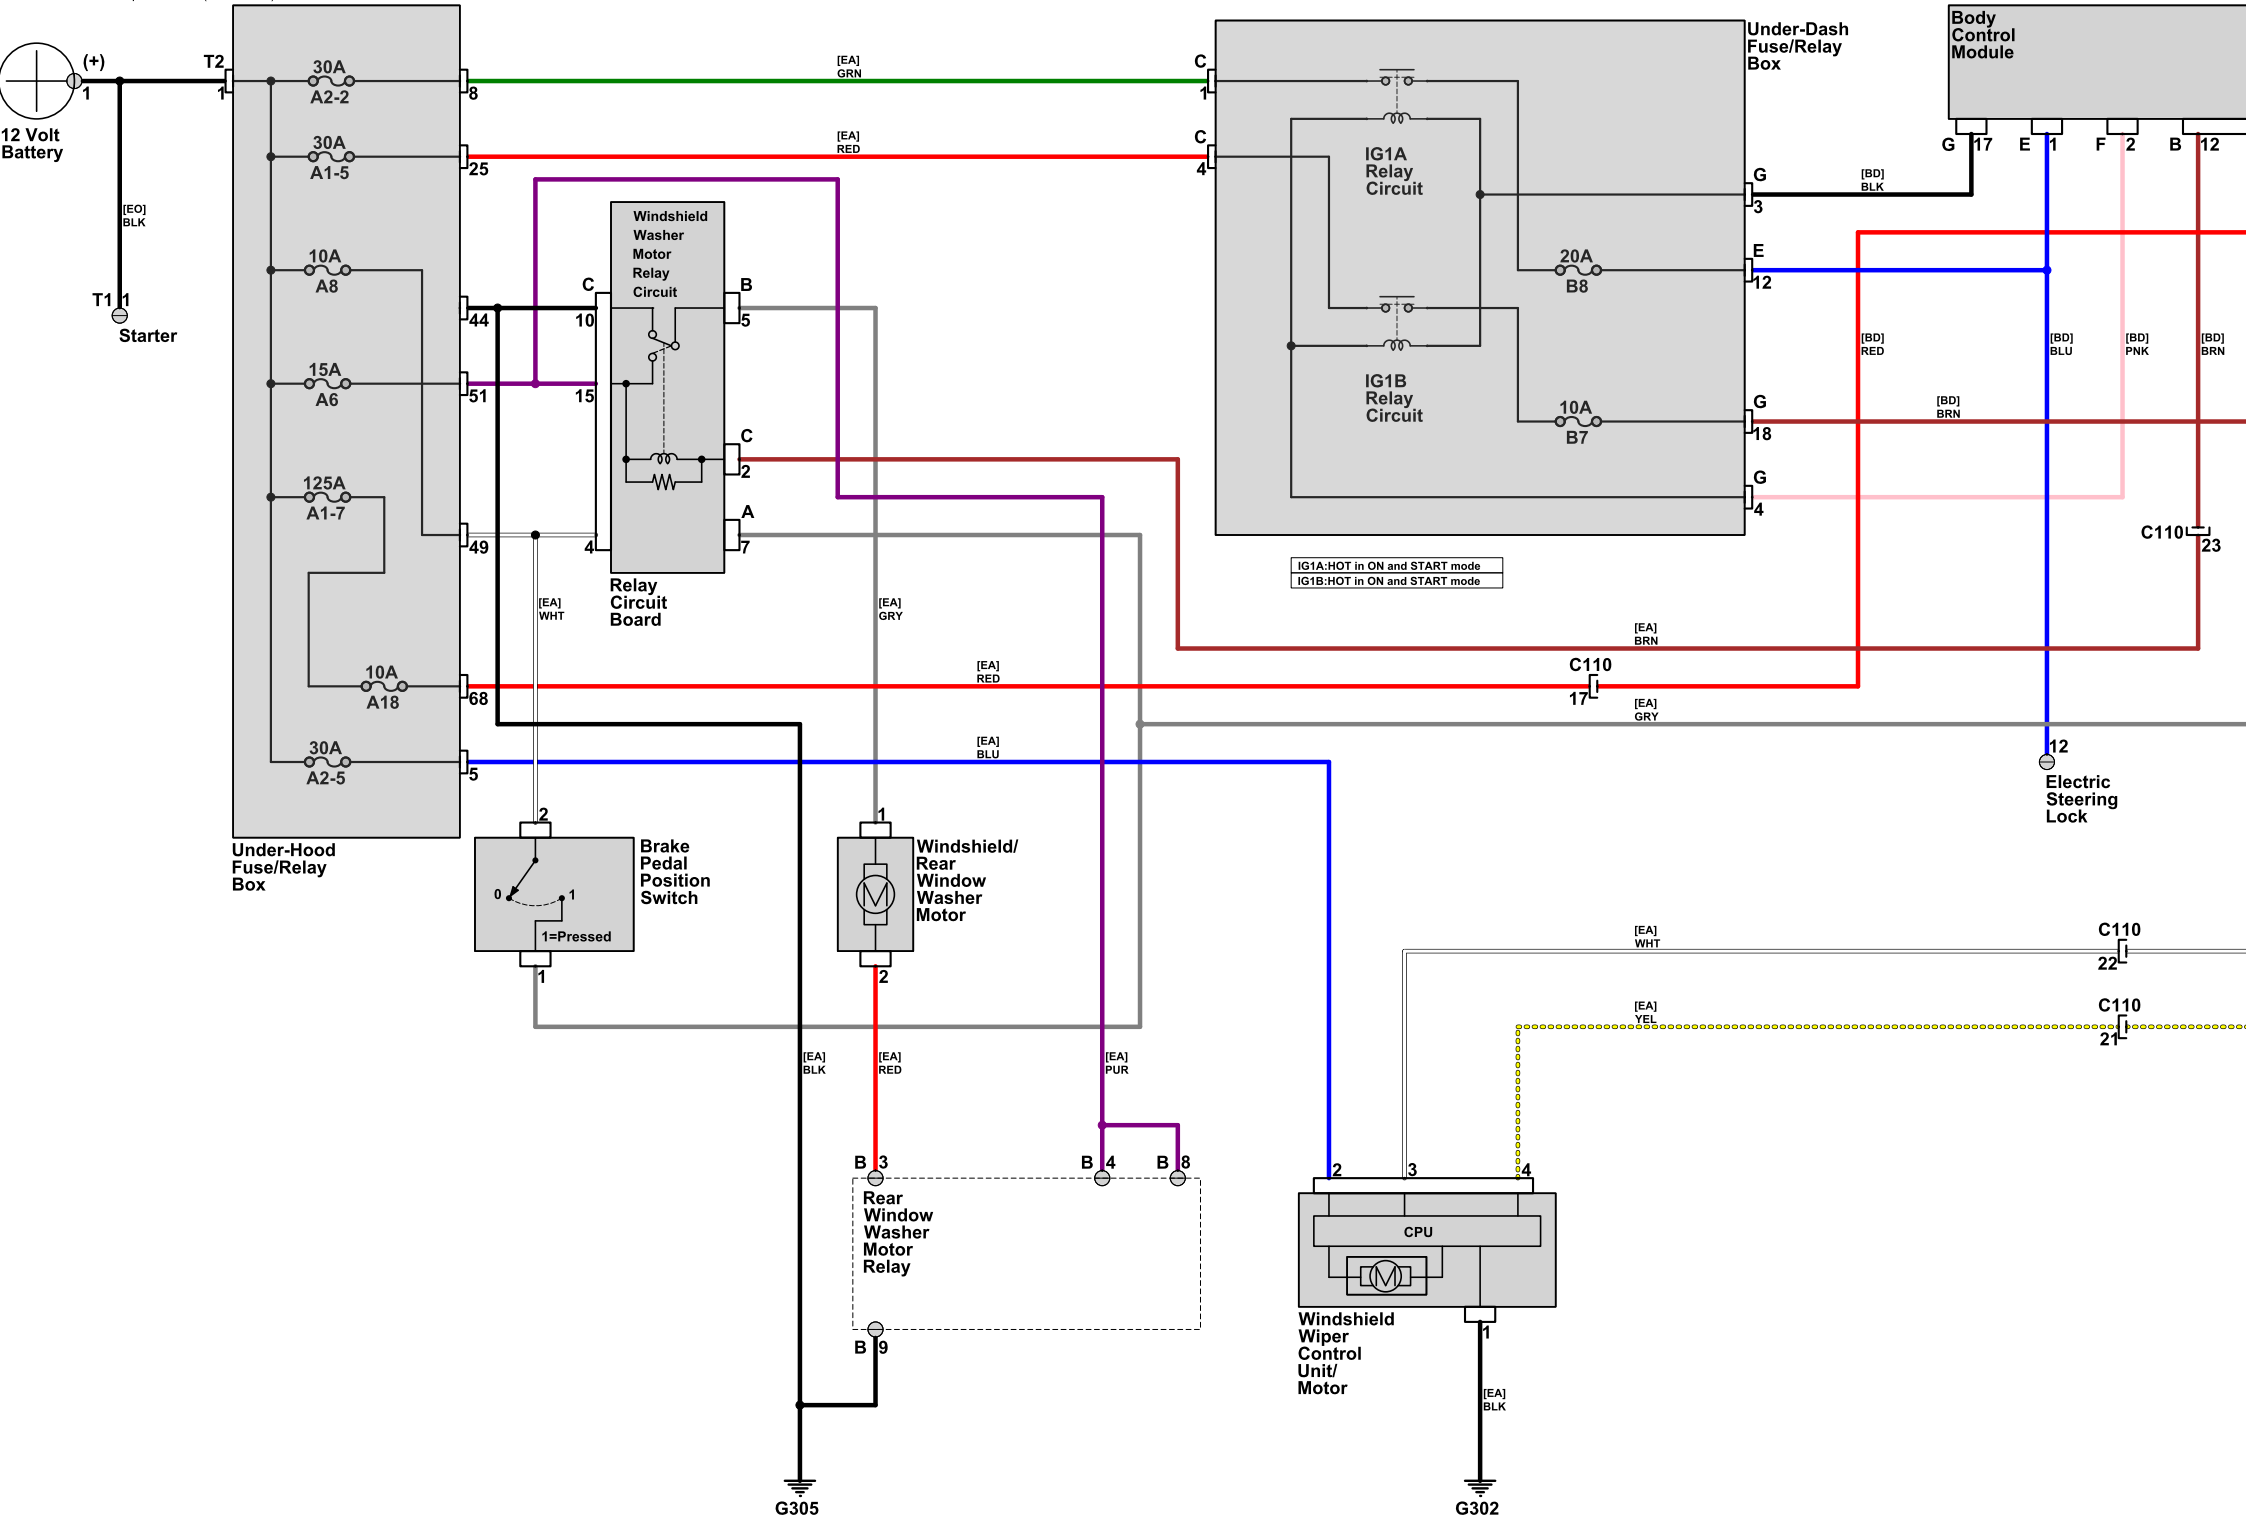 (+)
1
12 Volt
Battery
[EO]
BLK
T1
1
Starter
T2
1
30A
A2-2
8
30A
A1-5
25
10A
A8
44
15A
A6
51
125A
A1-7
49
10A
A18
68
30A
A2-5
5
Under-Hood
Fuse/Relay
Box
[EA]
GRN
[EA]
RED
Windshield
Washer
Motor
Relay
Circuit
C
10
15
4
B
5
C
2
A
7
Relay
Circuit
Board
[EA]
WHT
[EA]
GRY
C
1
C
4
Under-Dash
Fuse/Relay
Box
IG1A
Relay
Circuit
IG1B
Relay
Circuit
20A
B8
10A
B7
G
3
E
12
G
18
G
4
IG1A:HOT in ON and START mode
IG1B:HOT in ON and START mode
Body
Control
Module
G
17
E
1
F
2
B
12
[BD]
BLK
[BD]
RED
[BD]
BLU
[BD]
PNK
[BD]
BRN
[BD]
BRN
C110
23
[EA]
BRN
[EA]
RED
C110
17
[EA]
GRY
[EA]
BLU
12
Electric
Steering
Lock
2
Brake
Pedal
Position
Switch
0
1
1=Pressed
1
1
Windshield/
Rear
Window
Washer
Motor
2
[EA]
BLK
[EA]
RED
[EA]
PUR
[EA]
WHT
C110
22
[EA]
YEL
C110
21
B
3
B
4
B
8
Rear
Window
Washer
Motor
Relay
B
9
2
3
4
CPU
M
M
1
Windshield
Wiper
Control
Unit/
Motor
[EA]
BLK
G305
G302